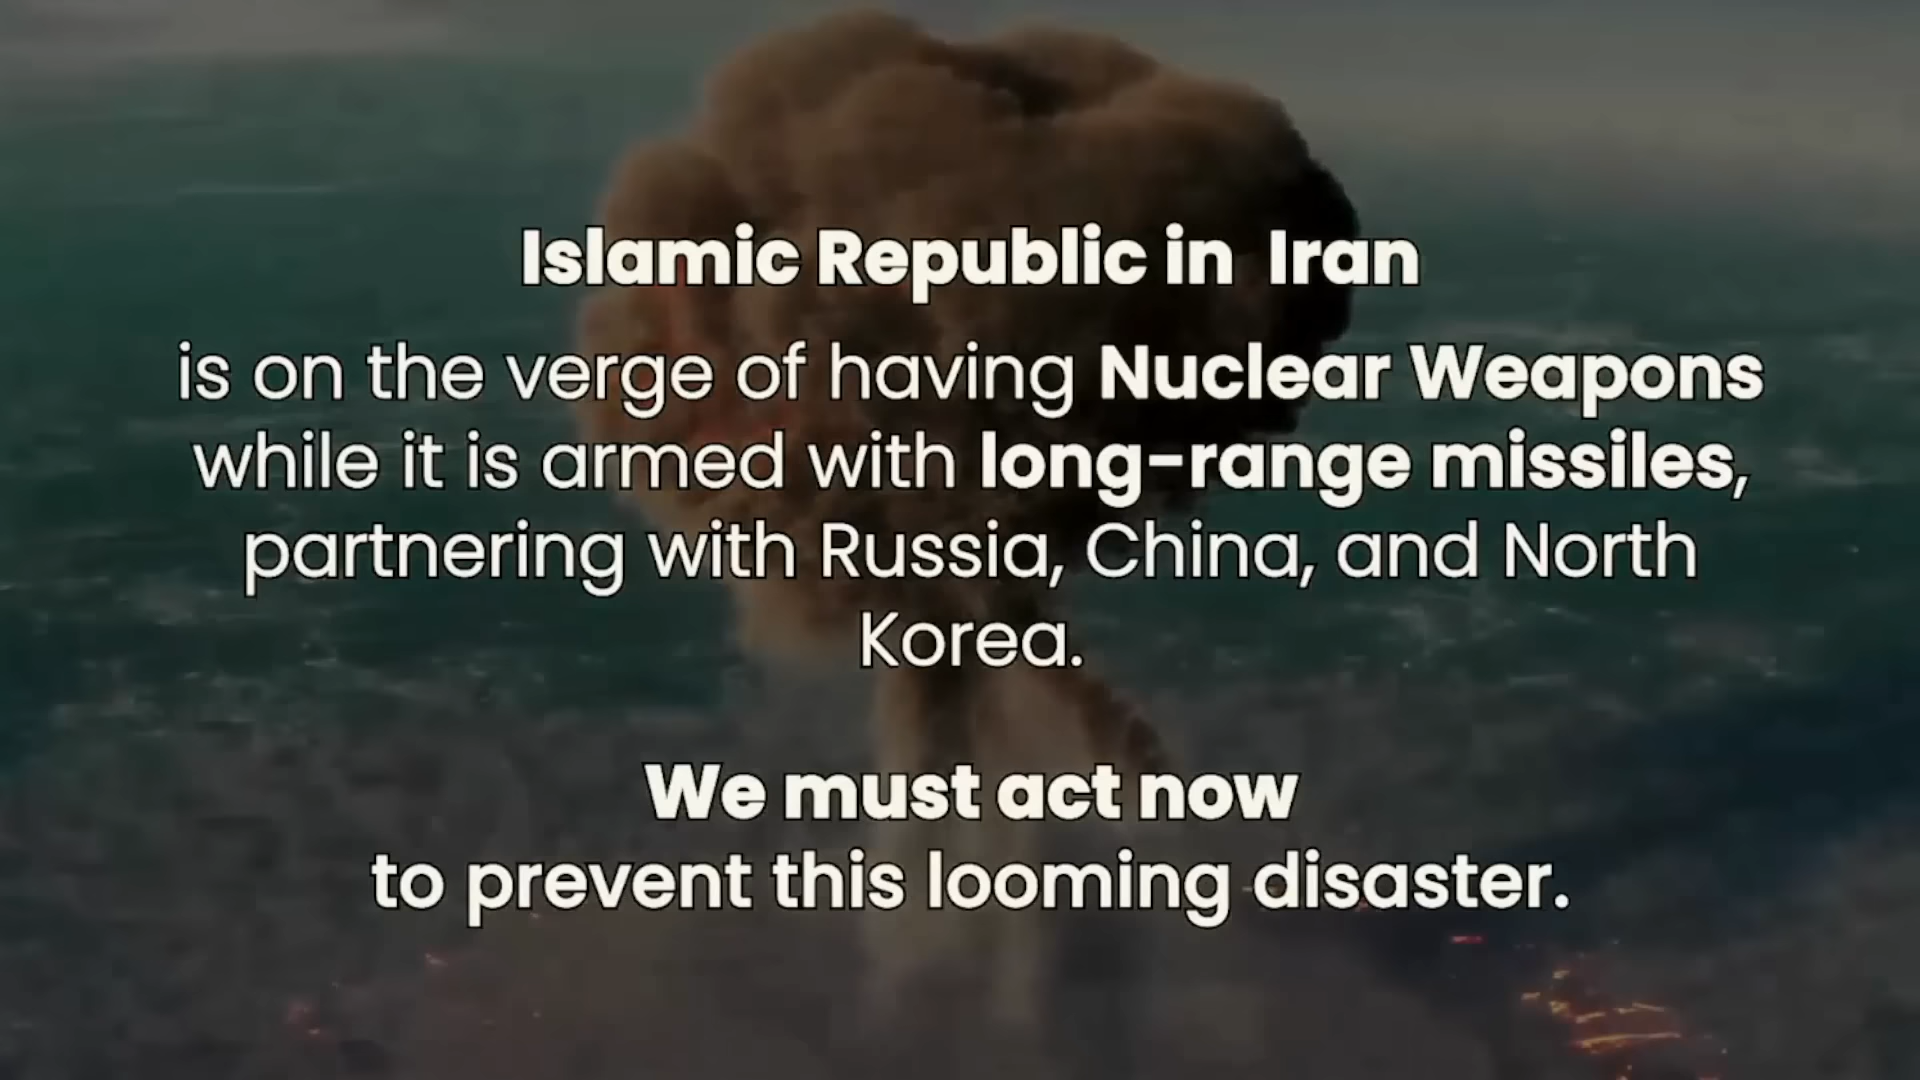 Islamic Republic in Iran
is on the verge of having Nuclear Weapons
while it is armed with long-range missiles,
partnering with Russia, China, and North
Korea.
We must act now
to prevent this looming disaster.